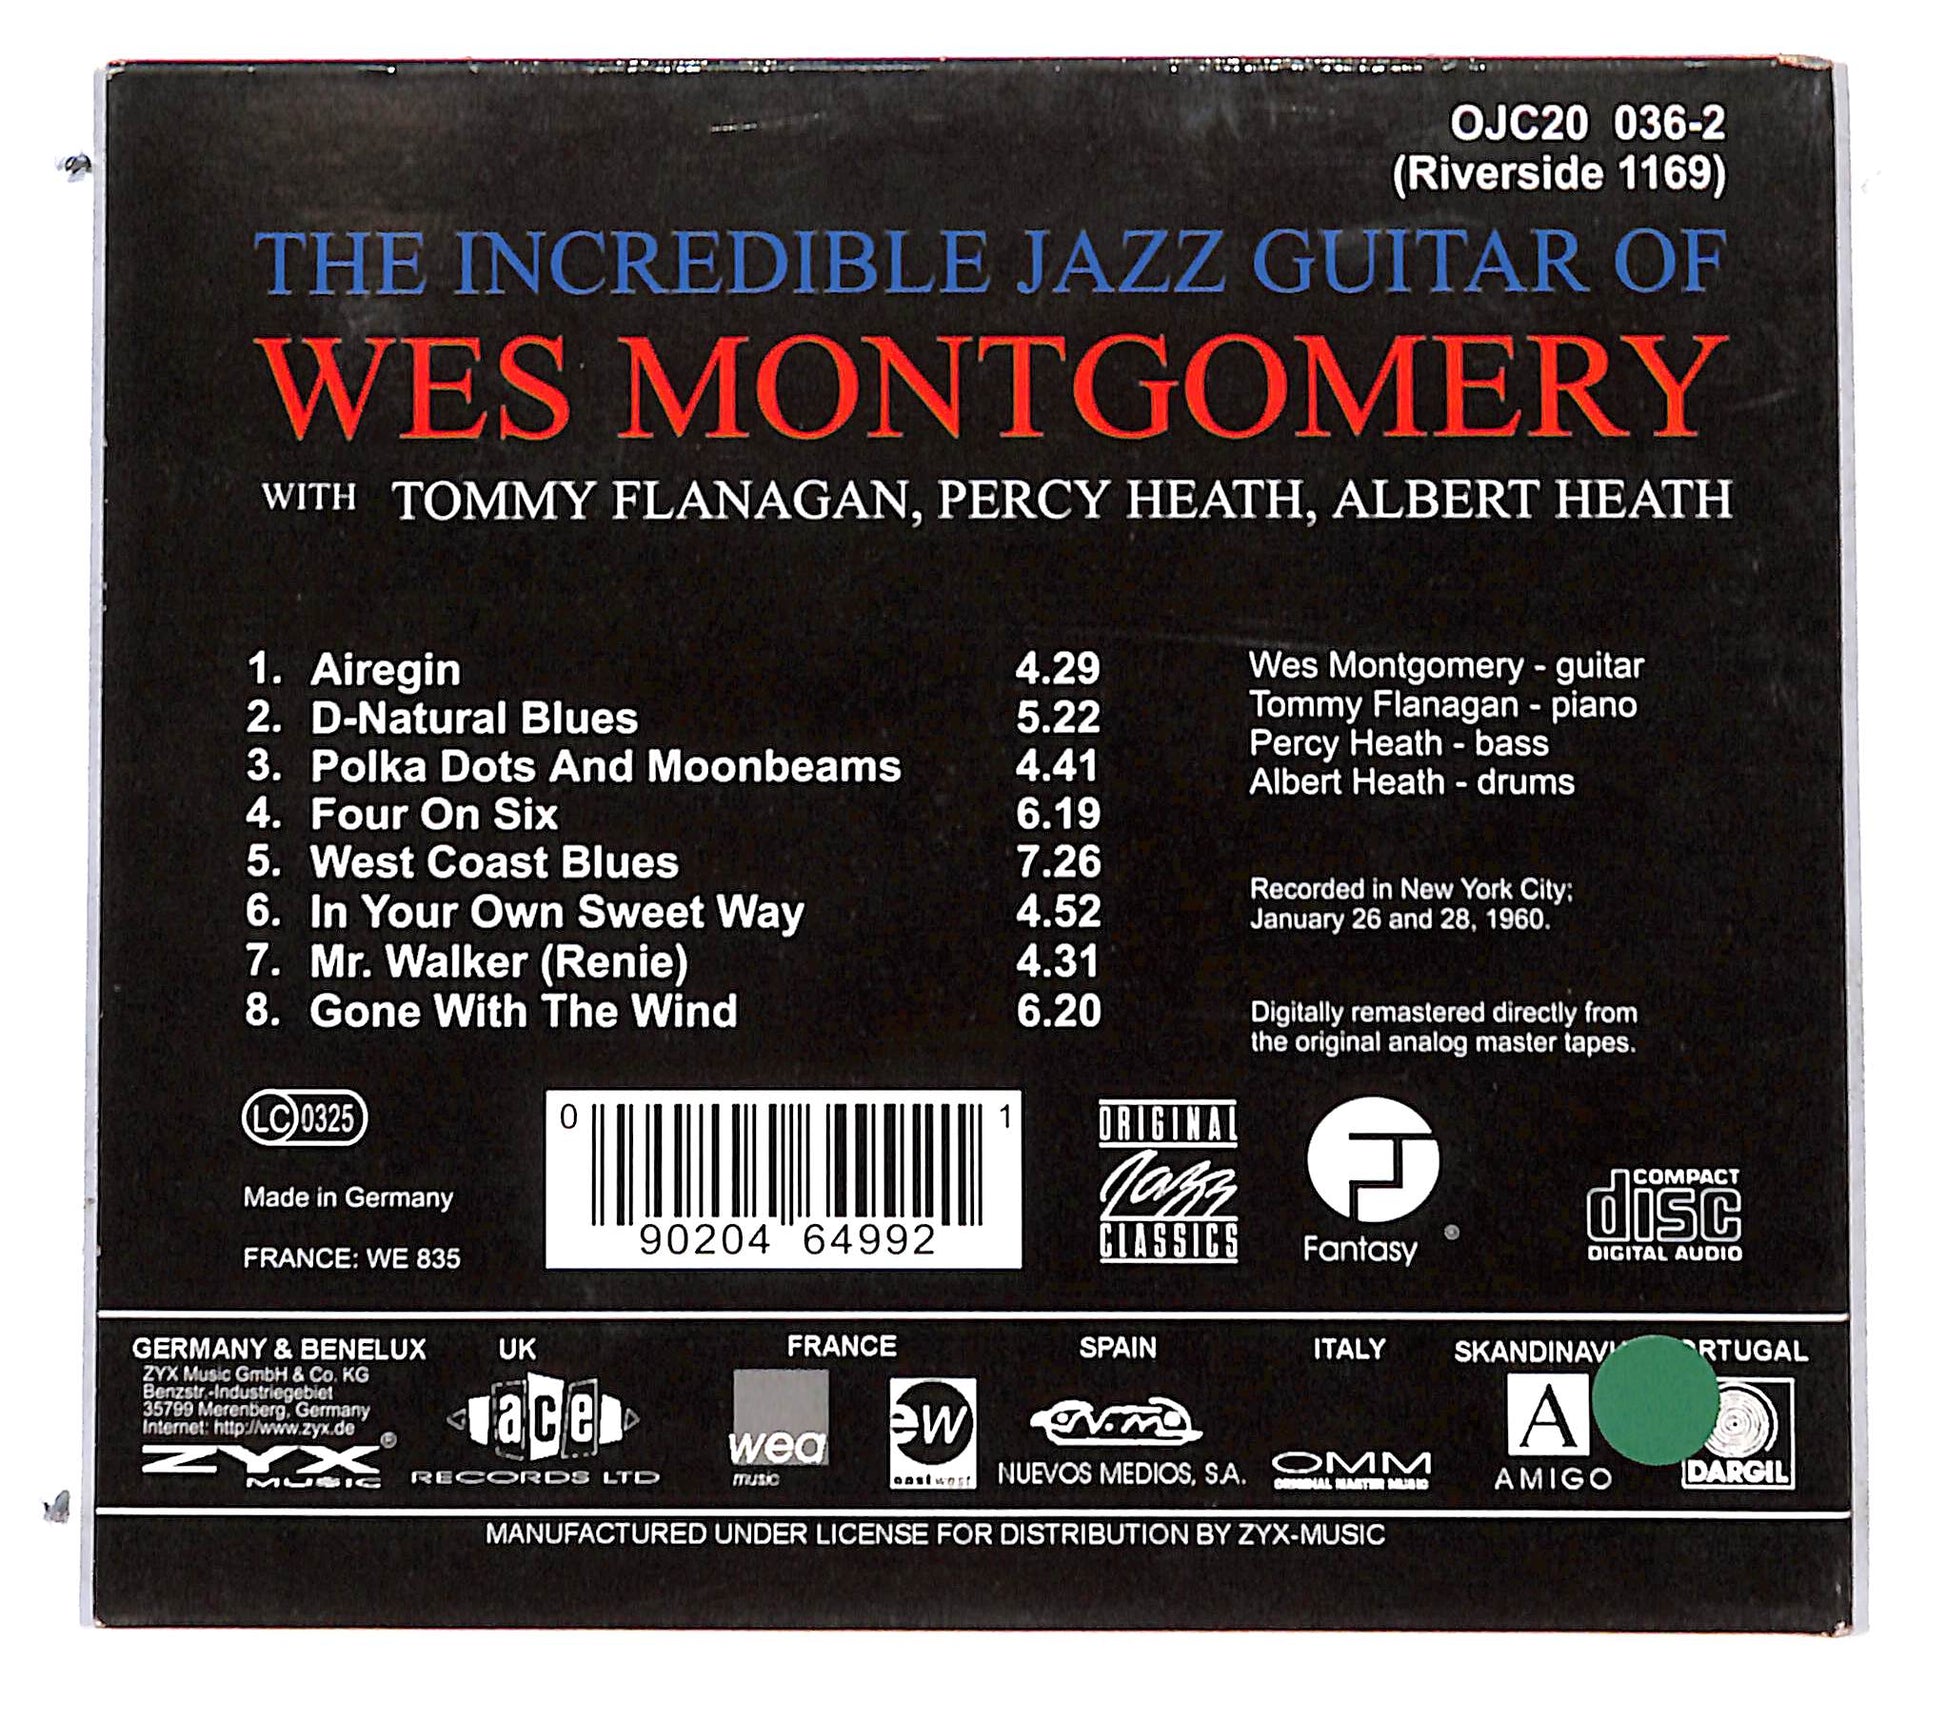 OJC20 036-2
(Riverside 1169)
THE INCREDIBLE JAZZ GUITAR OF
WES MONTGOMERY
WITH TOMMY FLANAGAN, PERCY HEATH, ALBERT HEATH
1. Airegin 4.29
2. D-Natural Blues 5.22
3. Polka Dots And Moonbeams 4.41
4. Four On Six 6.19
5. West Coast Blues 7.26
6. In Your Own Sweet Way 4.52
7. Mr. Walker (Renie) 4.31
8. Gone With The Wind 6.20
Wes Montgomery - guitar
Tommy Flanagan - piano
Percy Heath - bass
Albert Heath - drums
Recorded in New York City;
January 26 and 28, 1960.
Digitally remastered directly from
the original analog master tapes.
LC 0325
Made in Germany
FRANCE: WE 835
0 90204 64992 1
ORIGINAL
Jazz
CLASSICS
Fantasy ®
COMPACT
disc
DIGITAL AUDIO
GERMANY & BENELUX
ZYX Music GmbH & Co. KG
Benzstr.-Industriegebiet
35799 Merenberg, Germany
Internet: http://www.zyx.de
ZYX ®
MUSIC
UK
ace
RECORDS LTD
FRANCE
wea
music
ew
eastwest
SPAIN
NUEVOS MEDIOS, S.A.
ITALY
OMM
ORIGINAL MASTER MUSIC
SKANDINAVI
A
AMIGO
RTUGAL
DARGIL
MANUFACTURED UNDER LICENSE FOR DISTRIBUTION BY ZYX-MUSIC